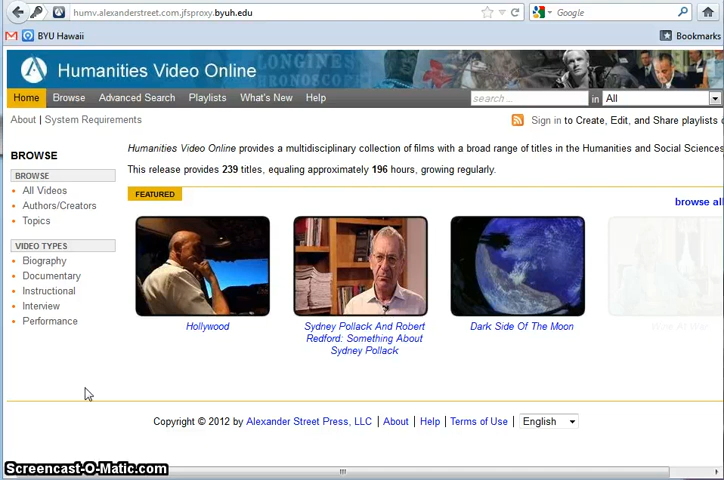 humv.alexanderstreet.com.jfsproxy.byuh.edu
Google
BYU Hawaii
Bookmarks
LONGINES
CHRONOSCOPE
Humanities Video Online
Home Browse Advanced Search Playlists What's New Help search... in All
About | System Requirements
Sign in to Create, Edit, and Share playlists
BROWSE
BROWSE
All Videos
Authors/Creators
Topics
VIDEO TYPES
Biography
Documentary
Instructional
Interview
Performance
Humanities Video Online provides a multidisciplinary collection of films with a broad range of titles in the Humanities and Social Sciences
This release provides 239 titles, equaling approximately 196 hours, growing regularly.
FEATURED
browse all
Hollywood
Sydney Pollack And Robert
Redford: Something About
Sydney Pollack
Dark Side Of The Moon
Copyright © 2012 by Alexander Street Press, LLC | About | Help | Terms of Use | English
Screencast-O-Matic.com